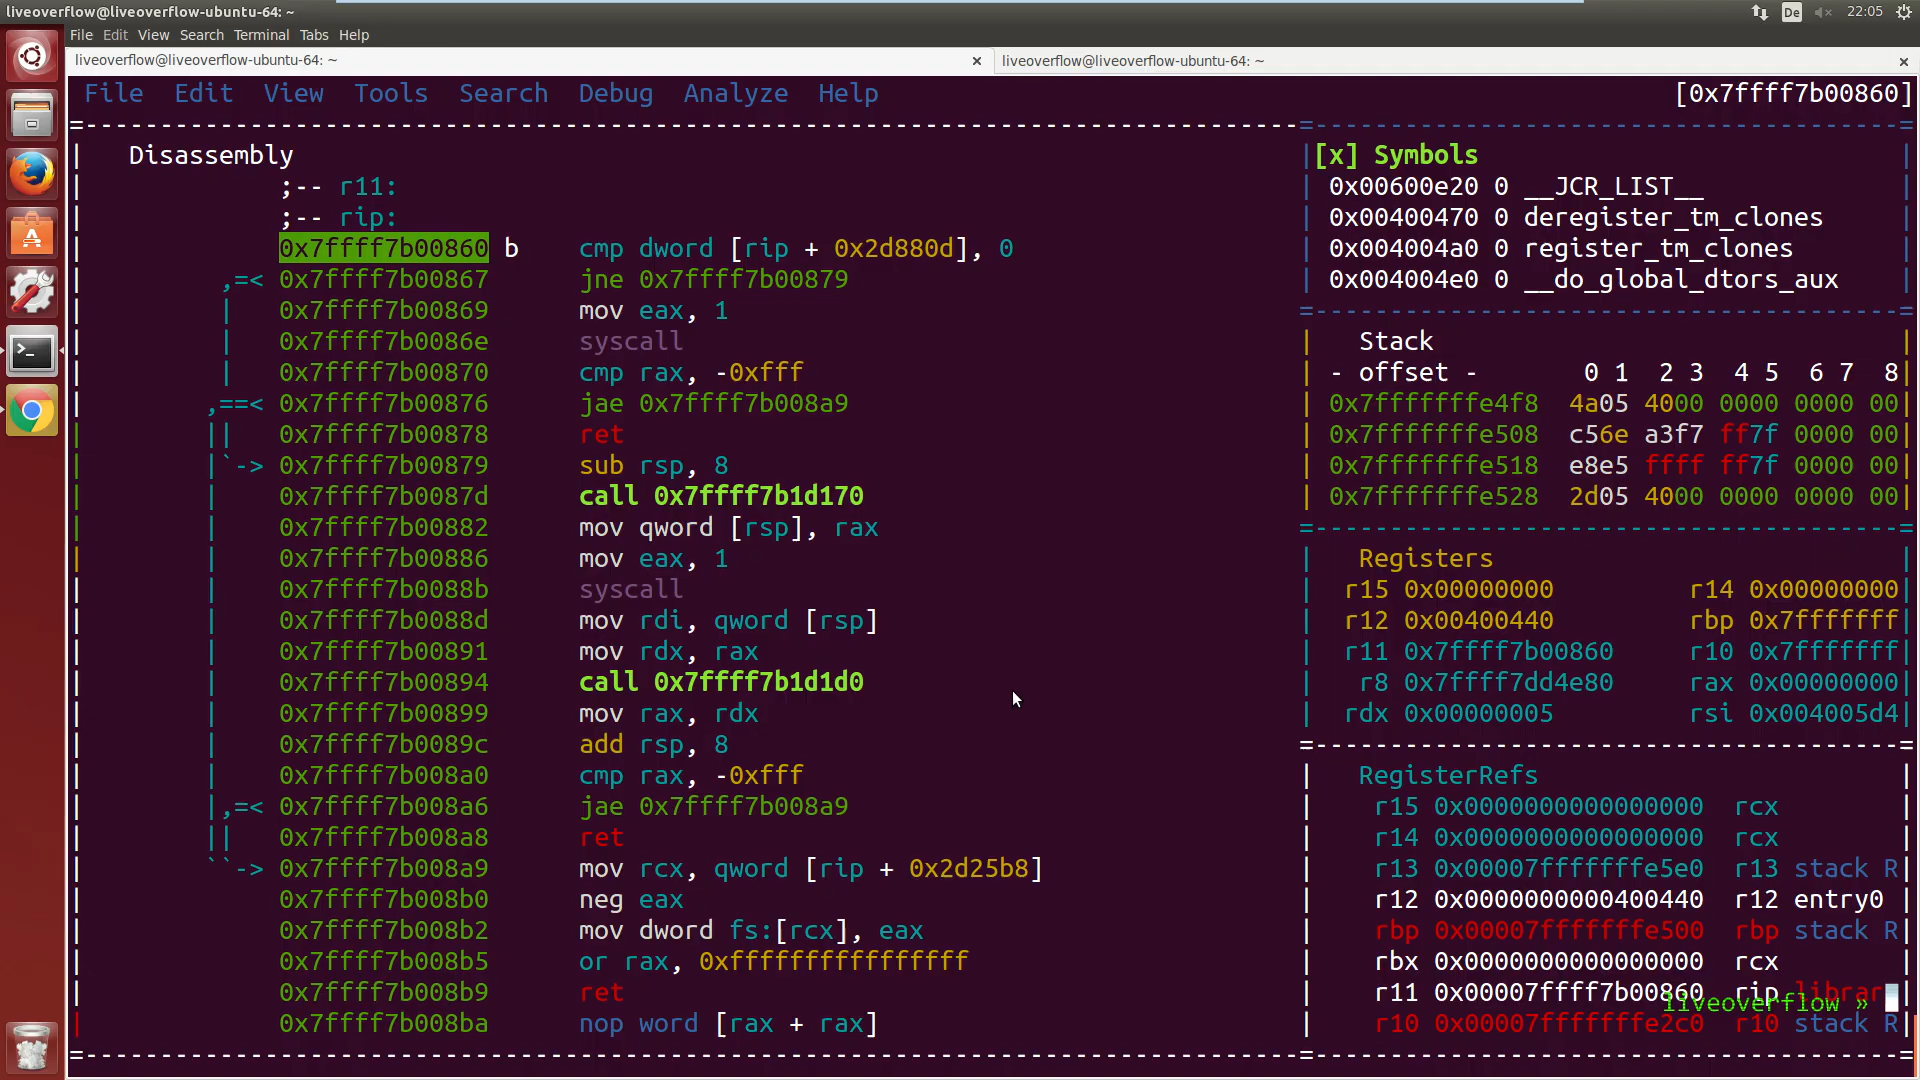 liveoverflow@liveoverflow-ubuntu-64: ~
De
22:05
File Edit View Search Terminal Tabs Help
liveoverflow@liveoverflow-ubuntu-64: ~ ×
liveoverflow@liveoverflow-ubuntu-64: ~ ×
File Edit View Tools Search Debug Analyze Help [0x7ffff7b00860]
Disassembly
;-- r11:
;-- rip:
0x7ffff7b00860 b cmp dword [rip + 0x2d880d], 0
,=< 0x7ffff7b00867 jne 0x7ffff7b00879
| 0x7ffff7b00869 mov eax, 1
| 0x7ffff7b0086e syscall
| 0x7ffff7b00870 cmp rax, -0xfff
,==< 0x7ffff7b00876 jae 0x7ffff7b008a9
|| 0x7ffff7b00878 ret
|`-> 0x7ffff7b00879 sub rsp, 8
| 0x7ffff7b0087d call 0x7ffff7b1d170
| 0x7ffff7b00882 mov qword [rsp], rax
| 0x7ffff7b00886 mov eax, 1
| 0x7ffff7b0088b syscall
| 0x7ffff7b0088d mov rdi, qword [rsp]
| 0x7ffff7b00891 mov rdx, rax
| 0x7ffff7b00894 call 0x7ffff7b1d1d0
| 0x7ffff7b00899 mov rax, rdx
| 0x7ffff7b0089c add rsp, 8
| 0x7ffff7b008a0 cmp rax, -0xfff
|,=< 0x7ffff7b008a6 jae 0x7ffff7b008a9
|| 0x7ffff7b008a8 ret
``-> 0x7ffff7b008a9 mov rcx, qword [rip + 0x2d25b8]
0x7ffff7b008b0 neg eax
0x7ffff7b008b2 mov dword fs:[rcx], eax
0x7ffff7b008b5 or rax, 0xffffffffffffffff
0x7ffff7b008b9 ret
0x7ffff7b008ba nop word [rax + rax]
[x] Symbols
0x00600e20 0 __JCR_LIST__
0x00400470 0 deregister_tm_clones
0x004004a0 0 register_tm_clones
0x004004e0 0 __do_global_dtors_aux
Stack
- offset - 0 1 2 3 4 5 6 7 8
0x7fffffffe4f8 4a05 4000 0000 0000 00
0x7fffffffe508 c56e a3f7 ff7f 0000 00
0x7fffffffe518 e8e5 ffff ff7f 0000 00
0x7fffffffe528 2d05 4000 0000 0000 00
Registers
r15 0x00000000 r14 0x00000000
r12 0x00400440 rbp 0x7fffffff
r11 0x7ffff7b00860 r10 0x7fffffff
r8 0x7ffff7dd4e80 rax 0x00000000
rdx 0x00000005 rsi 0x004005d4
RegisterRefs
r15 0x0000000000000000 rcx
r14 0x0000000000000000 rcx
r13 0x00007fffffffe5e0 r13 stack R
r12 0x0000000000400440 r12 entry0
rbp 0x00007fffffffe500 rbp stack R
rbx 0x0000000000000000 rcx
r11 0x00007ffff7b00860 rip librar
liveoverflow »
r10 0x00007fffffffe2c0 r10 stack R